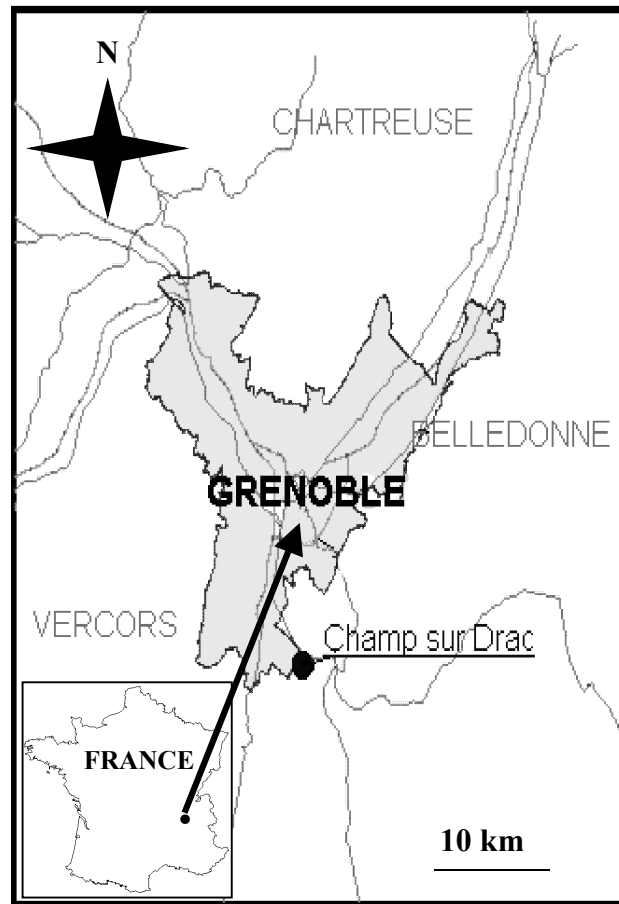 N
CHARTREUSE
BELLEDONNE
GRENOBLE
VERCORS
Champ sur Drac
FRANCE
10 km